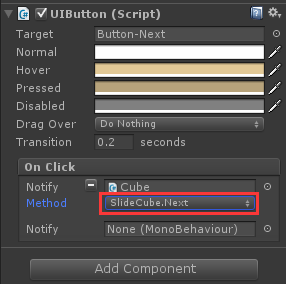 UIButton (Script)
Target Button-Next
Normal
Hover
Pressed
Disabled
Drag Over Do Nothing
Transition 0.2 seconds
On Click
Notify Cube
Method SlideCube.Next
Notify None (MonoBehaviour)
Add Component